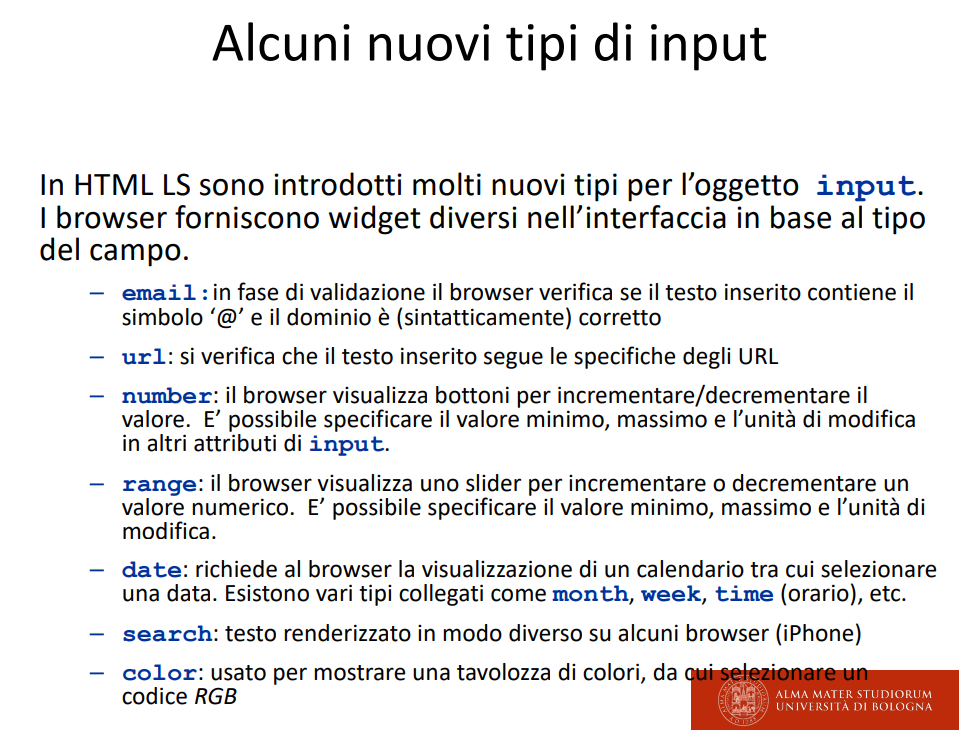 Alcuni nuovi tipi di input
In HTML LS sono introdotti molti nuovi tipi per l’oggetto input.
I browser forniscono widget diversi nell’interfaccia in base al tipo
del campo.
– email:in fase di validazione il browser verifica se il testo inserito contiene il
simbolo ‘@’ e il dominio è (sintatticamente) corretto
– url: si verifica che il testo inserito segue le specifiche degli URL
– number: il browser visualizza bottoni per incrementare/decrementare il
valore. E’ possibile specificare il valore minimo, massimo e l’unità di modifica
in altri attributi di input.
– range: il browser visualizza uno slider per incrementare o decrementare un
valore numerico. E’ possibile specificare il valore minimo, massimo e l’unità di
modifica.
– date: richiede al browser la visualizzazione di un calendario tra cui selezionare
una data. Esistono vari tipi collegati come month, week, time (orario), etc.
– search: testo renderizzato in modo diverso su alcuni browser (iPhone)
– color: usato per mostrare una tavolozza di colori, da cui selezionare un
codice RGB
ALMA MATER STUDIORUM
UNIVERSITÀ DI BOLOGNA